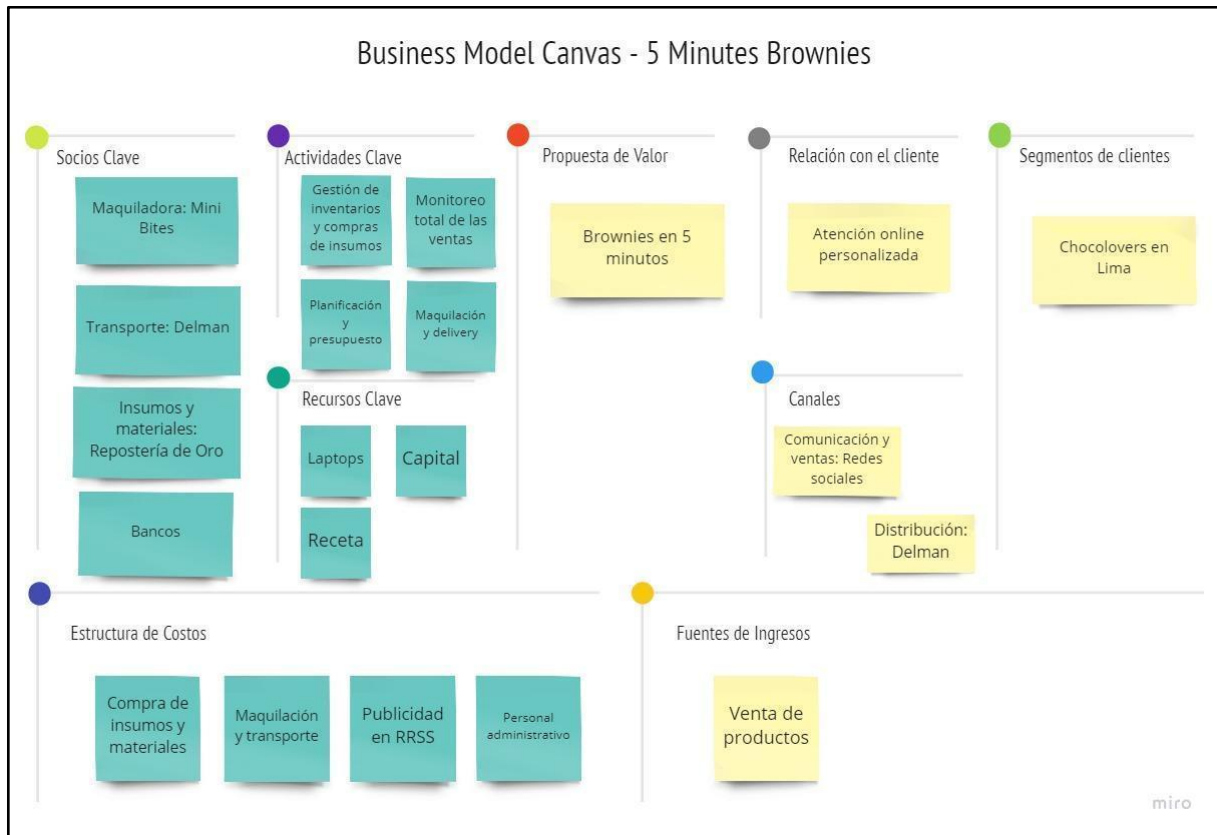 Business Model Canvas - 5 Minutes Brownies
Socios Clave
Maquiladora: Mini
Bites
Transporte: Delman
Insumos y
materiales:
Repostería de Oro
Bancos
Actividades Clave
Gestión de
inventarios
y compras
de insumos
Monitoreo
total de las
ventas
Planificación
y
presupuesto
Maquilación
y delivery
Recursos Clave
Laptops
Capital
Receta
Propuesta de Valor
Brownies en 5
minutos
Relación con el cliente
Atención online
personalizada
Canales
Comunicación y
ventas: Redes
sociales
Distribución:
Delman
Segmentos de clientes
Chocolovers en
Lima
Estructura de Costos
Compra de
insumos y
materiales
Maquilación
y transporte
Publicidad
en RRSS
Personal
administrativo
Fuentes de Ingresos
Venta de
productos
miro